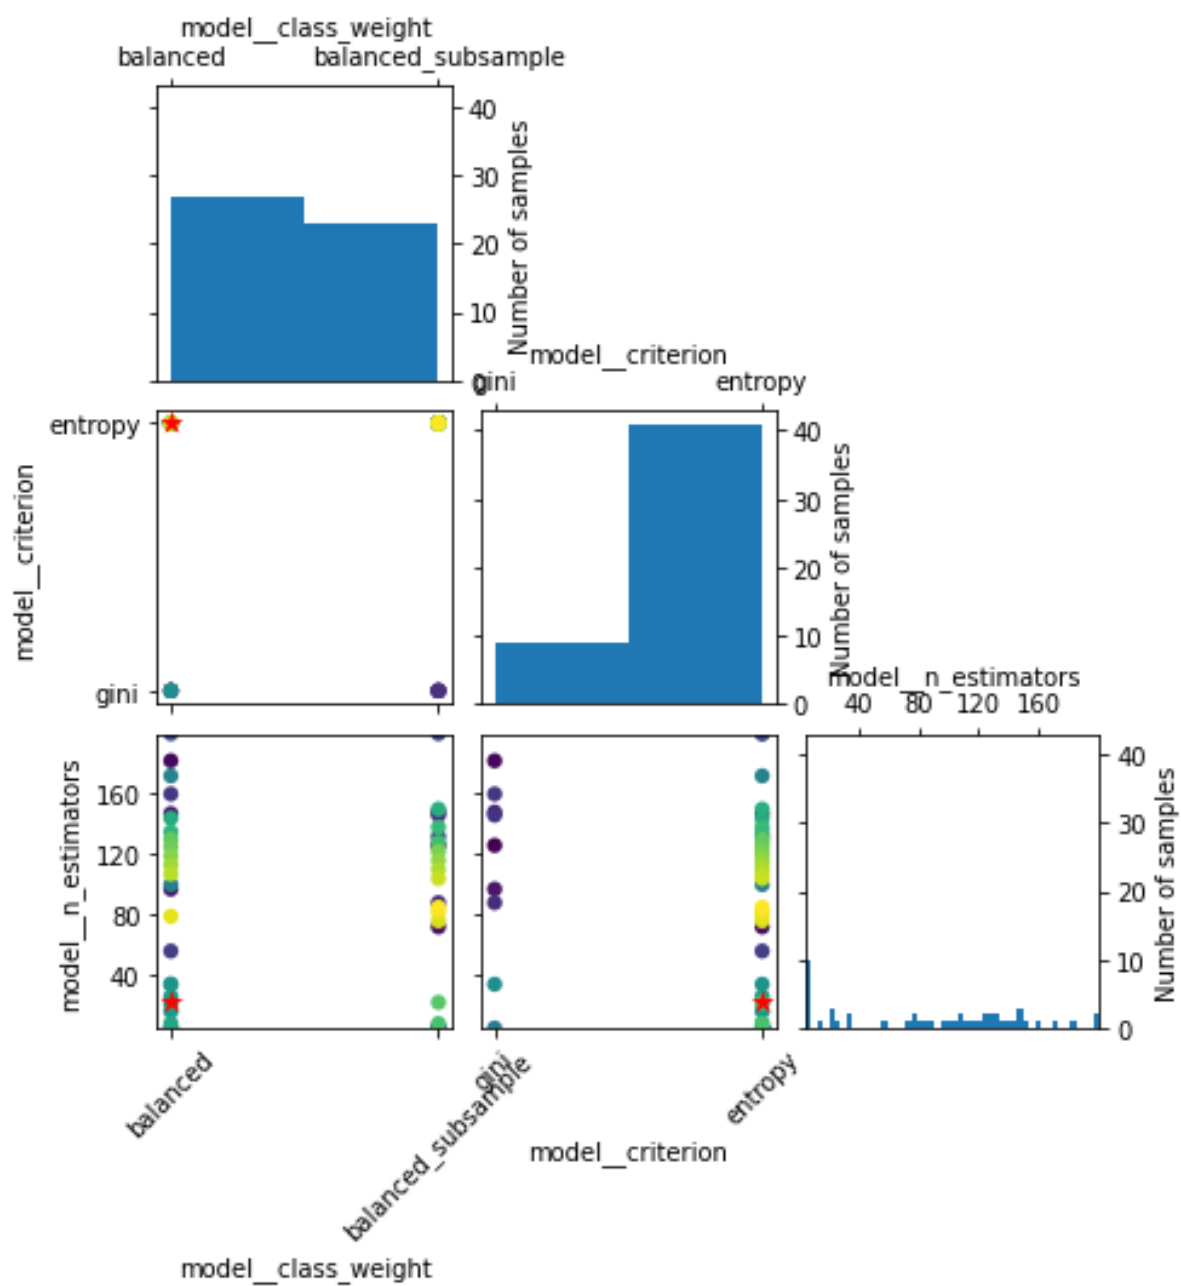 model__class_weight
balanced balanced_subsample
40
30
20
10
0
Number of samples
model__criterion
gini entropy
entropy
gini
model__criterion
40
30
20
10
0
Number of samples
model__n_estimators
40 80 120 160
160
120
80
40
model__n_estimators
40
30
20
10
0
Number of samples
balanced
balanced_subsample
model__class_weight
gini
entropy
model__criterion